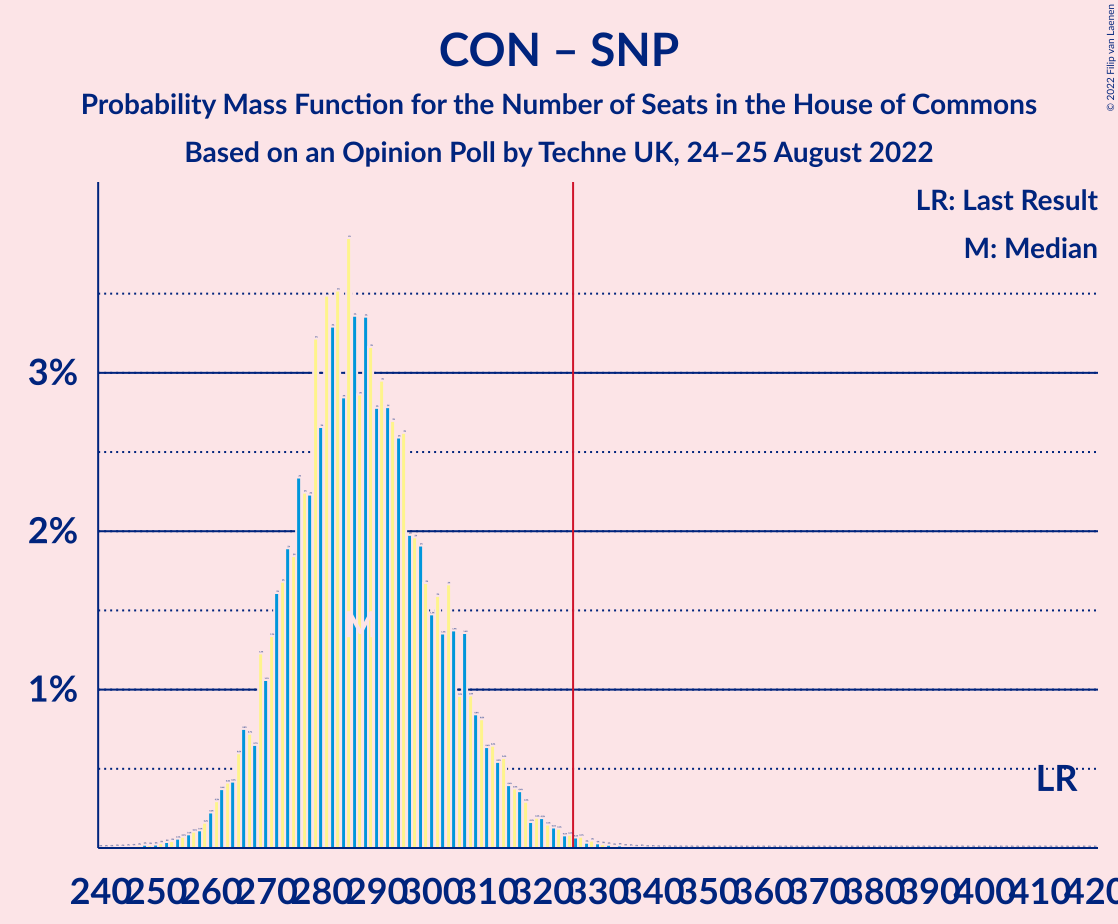 CON – SNP
Probability Mass Function for the Number of Seats in the House of Commons
Based on an Opinion Poll by Techne UK, 24–25 August 2022
© 2022 Filip van Laenen
LR: Last Result
M: Median
3%
2%
1%
M
LR
240 250 260 270 280 290 300 310 320 330 340 350 360 370 380 390 400 410 420